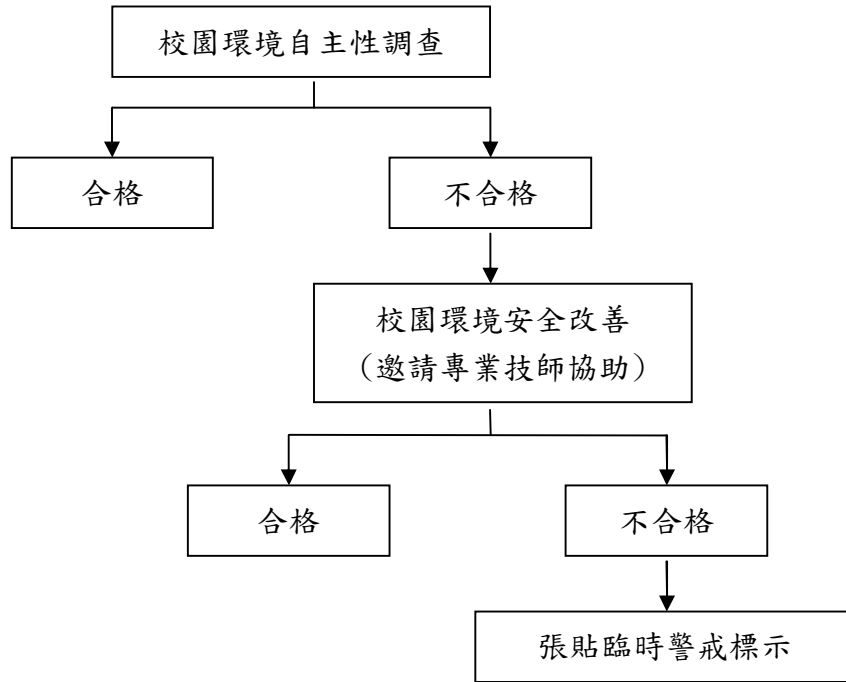 校園環境自主性調查
合格
不合格
校園環境安全改善
（邀請專業技師協助）
合格
不合格
張貼臨時警戒標示